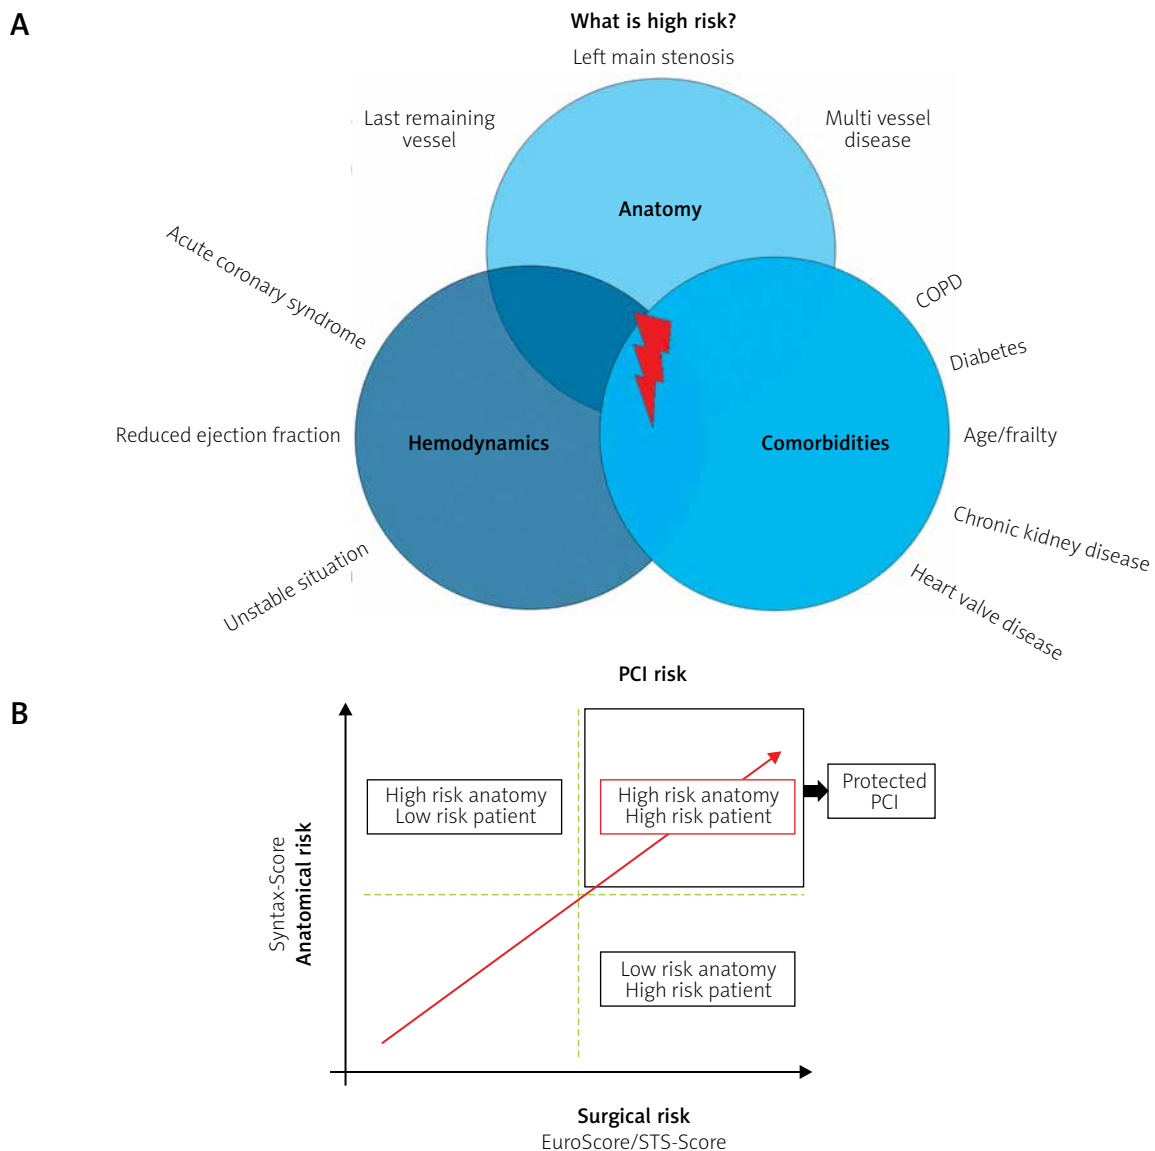 A
What is high risk?
Left main stenosis
Last remaining
vessel
Multi vessel
disease
Anatomy
Acute coronary syndrome
COPD
Diabetes
Reduced ejection fraction
Hemodynamics
Comorbidities
Age/frailty
Unstable situation
Chronic kidney disease
Heart valve disease
B
PCI risk
High risk anatomy
Low risk patient
High risk anatomy
High risk patient
Protected
PCI
Syntax-Score
Anatomical risk
Low risk anatomy
High risk patient
Surgical risk
EuroScore/STS-Score